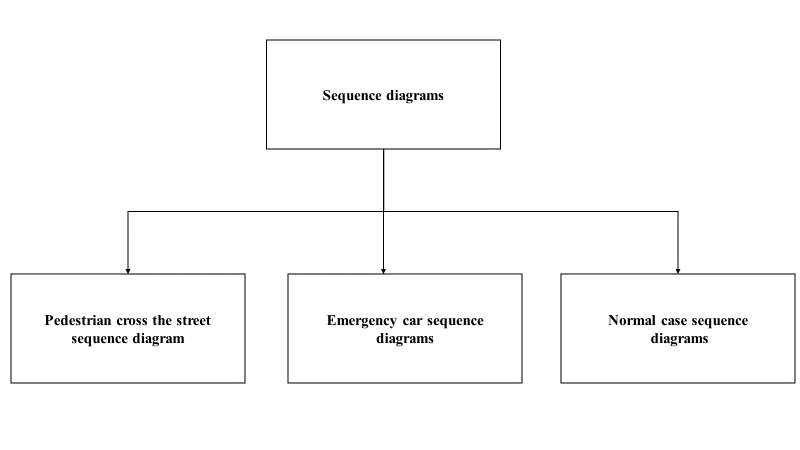 Sequence diagrams
Pedestrian cross the street
sequence diagram
Emergency car sequence
diagrams
Normal case sequence
diagrams